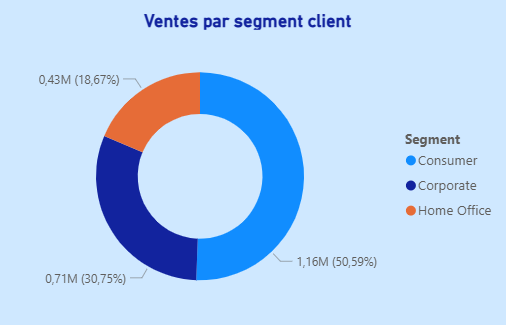 Ventes par segment client
0,43M (18,67%)
Segment
Consumer
Corporate
Home Office
1,16M (50,59%)
0,71M (30,75%)